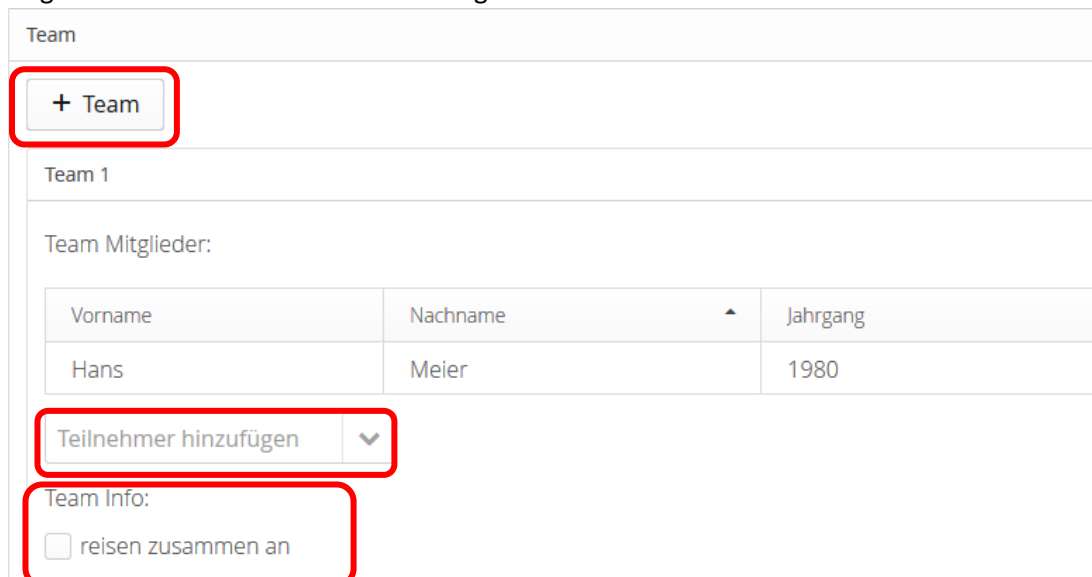 Team
+ Team
Team 1
Team Mitglieder:
Vorname Nachname Jahrgang
Hans Meier 1980
Teilnehmer hinzufügen
Team Info:
reisen zusammen an